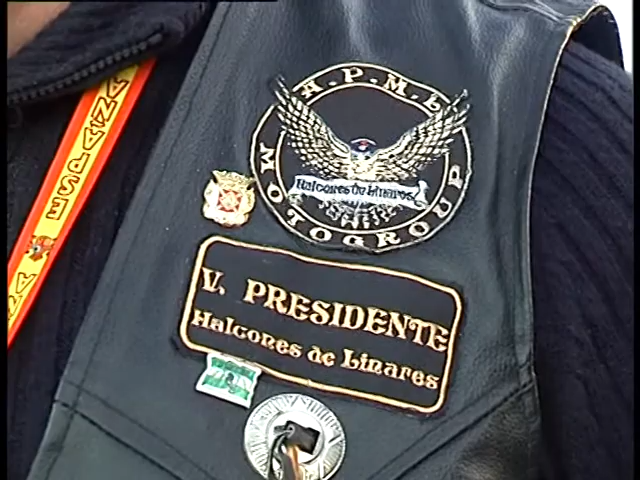 A.P.M.L.
Halcones de Linares
MOTOGROUP
V. PRESIDENTE
Halcones de Linares